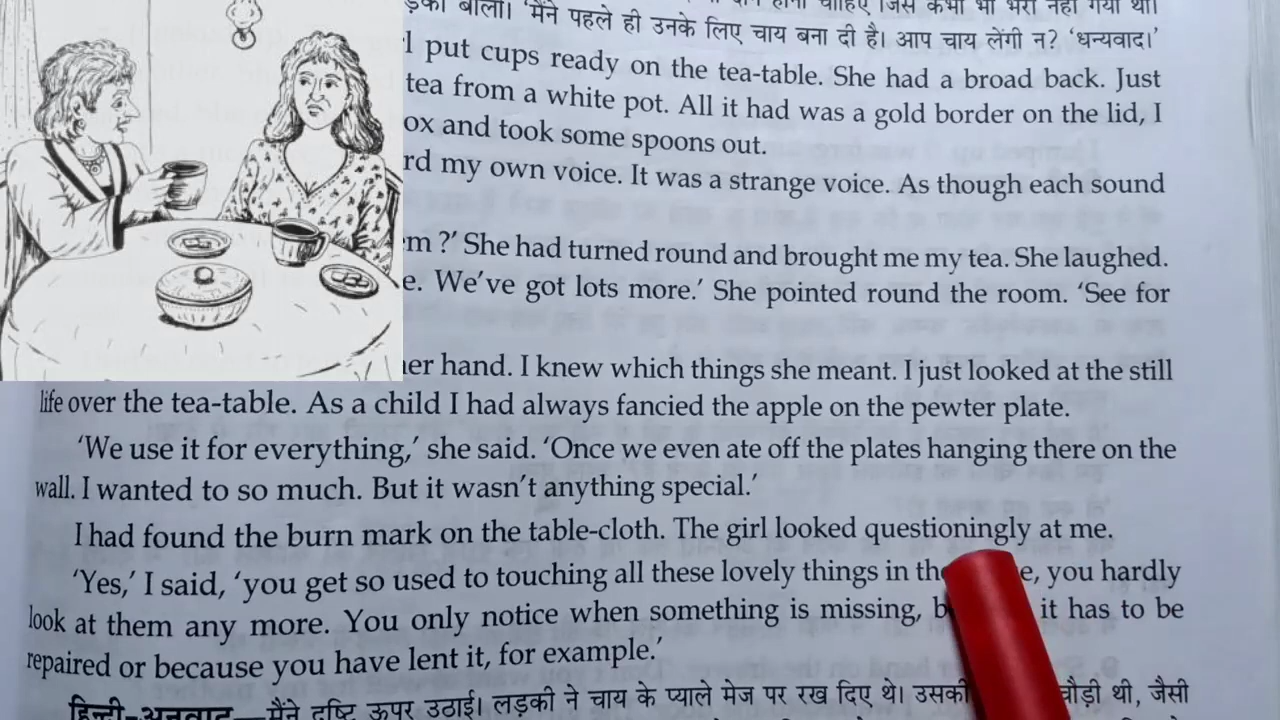 बोली। 'मैंने पहले ही उनके लिए चाय बना दी है। आप चाय लेंगी न? 'धन्यवाद।'
put cups ready on the tea-table. She had a broad back. Just
tea from a white pot. All it had was a gold border on the lid, I
ox and took some spoons out.
rd my own voice. It was a strange voice. As though each sound
m ?' She had turned round and brought me my tea. She laughed.
e. We've got lots more.' She pointed round the room. 'See for
her hand. I knew which things she meant. I just looked at the still
life over the tea-table. As a child I had always fancied the apple on the pewter plate.
'We use it for everything,' she said. 'Once we even ate off the plates hanging there on the
wall. I wanted to so much. But it wasn't anything special.'
I had found the burn mark on the table-cloth. The girl looked questioningly at me.
'Yes,' I said, 'you get so used to touching all these lovely things in the e, you hardly
look at them any more. You only notice when something is missing, b it has to be
repaired or because you have lent it, for example.'
हिन्दी-अनुवाद—मैंने दृष्टि ऊपर उठाई। लड़की ने चाय के प्याले मेज पर रख दिए थे। उसकी चौड़ी थी, जैसी